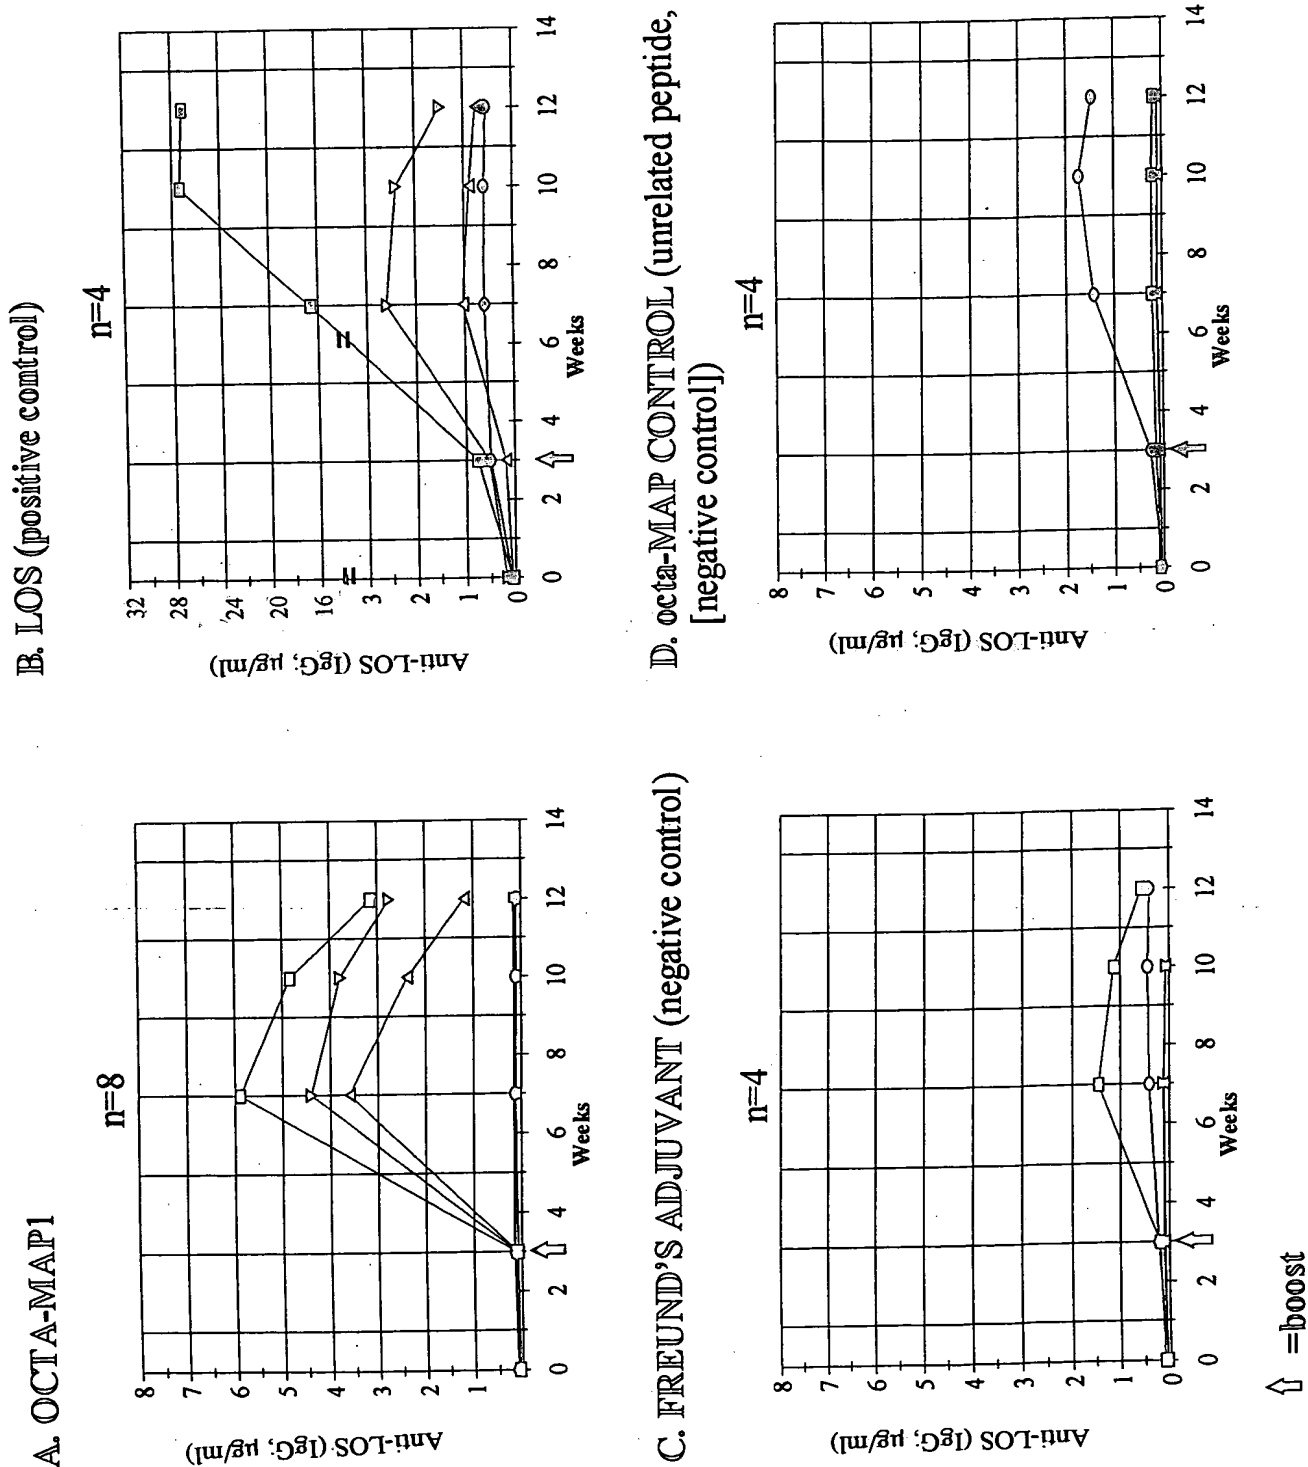 A. OCTA-MAP1
n=8
Anti-LOS (IgG; µg/ml)
8
7
6
5
4
3
2
1
0 2 4 6 8 10 12 14
Weeks
B. LOS (positive control)
n=4
Anti-LOS (IgG; µg/ml)
32
28
24
20
16
3
2
1
0
0 2 4 6 8 10 12 14
Weeks
C. FREUND'S ADJUVANT (negative control)
n=4
Anti-LOS (IgG; µg/ml)
8
7
6
5
4
3
2
1
0
0 2 4 6 8 10 12 14
Weeks
D. octa-MAP CONTROL (unrelated peptide,
[negative control])
n=4
Anti-LOS (IgG; µg/ml)
8
7
6
5
4
3
2
1
0
0 2 4 6 8 10 12 14
Weeks
⇧ =boost